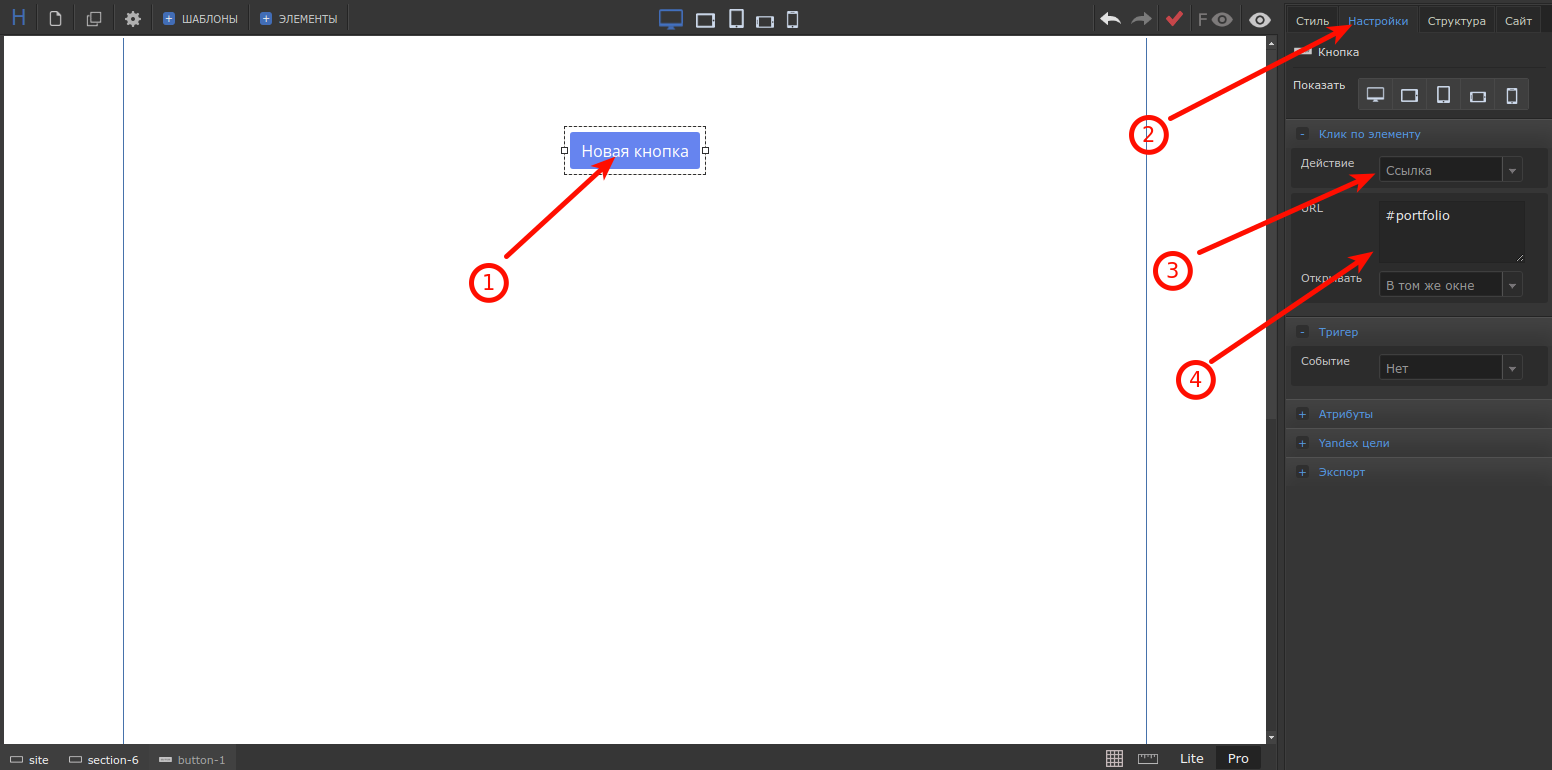 H ШАБЛОНЫ ЭЛЕМЕНТЫ F
Стиль Настройки Структура Сайт
Кнопка
Показать
Новая кнопка
1
2
3
4
Клик по элементу
Действие Ссылка
URL #portfolio
Открывать В том же окне
Тригер
Событие Нет
Атрибуты
Yandex цели
Экспорт
site section-6 button-1 Lite Pro